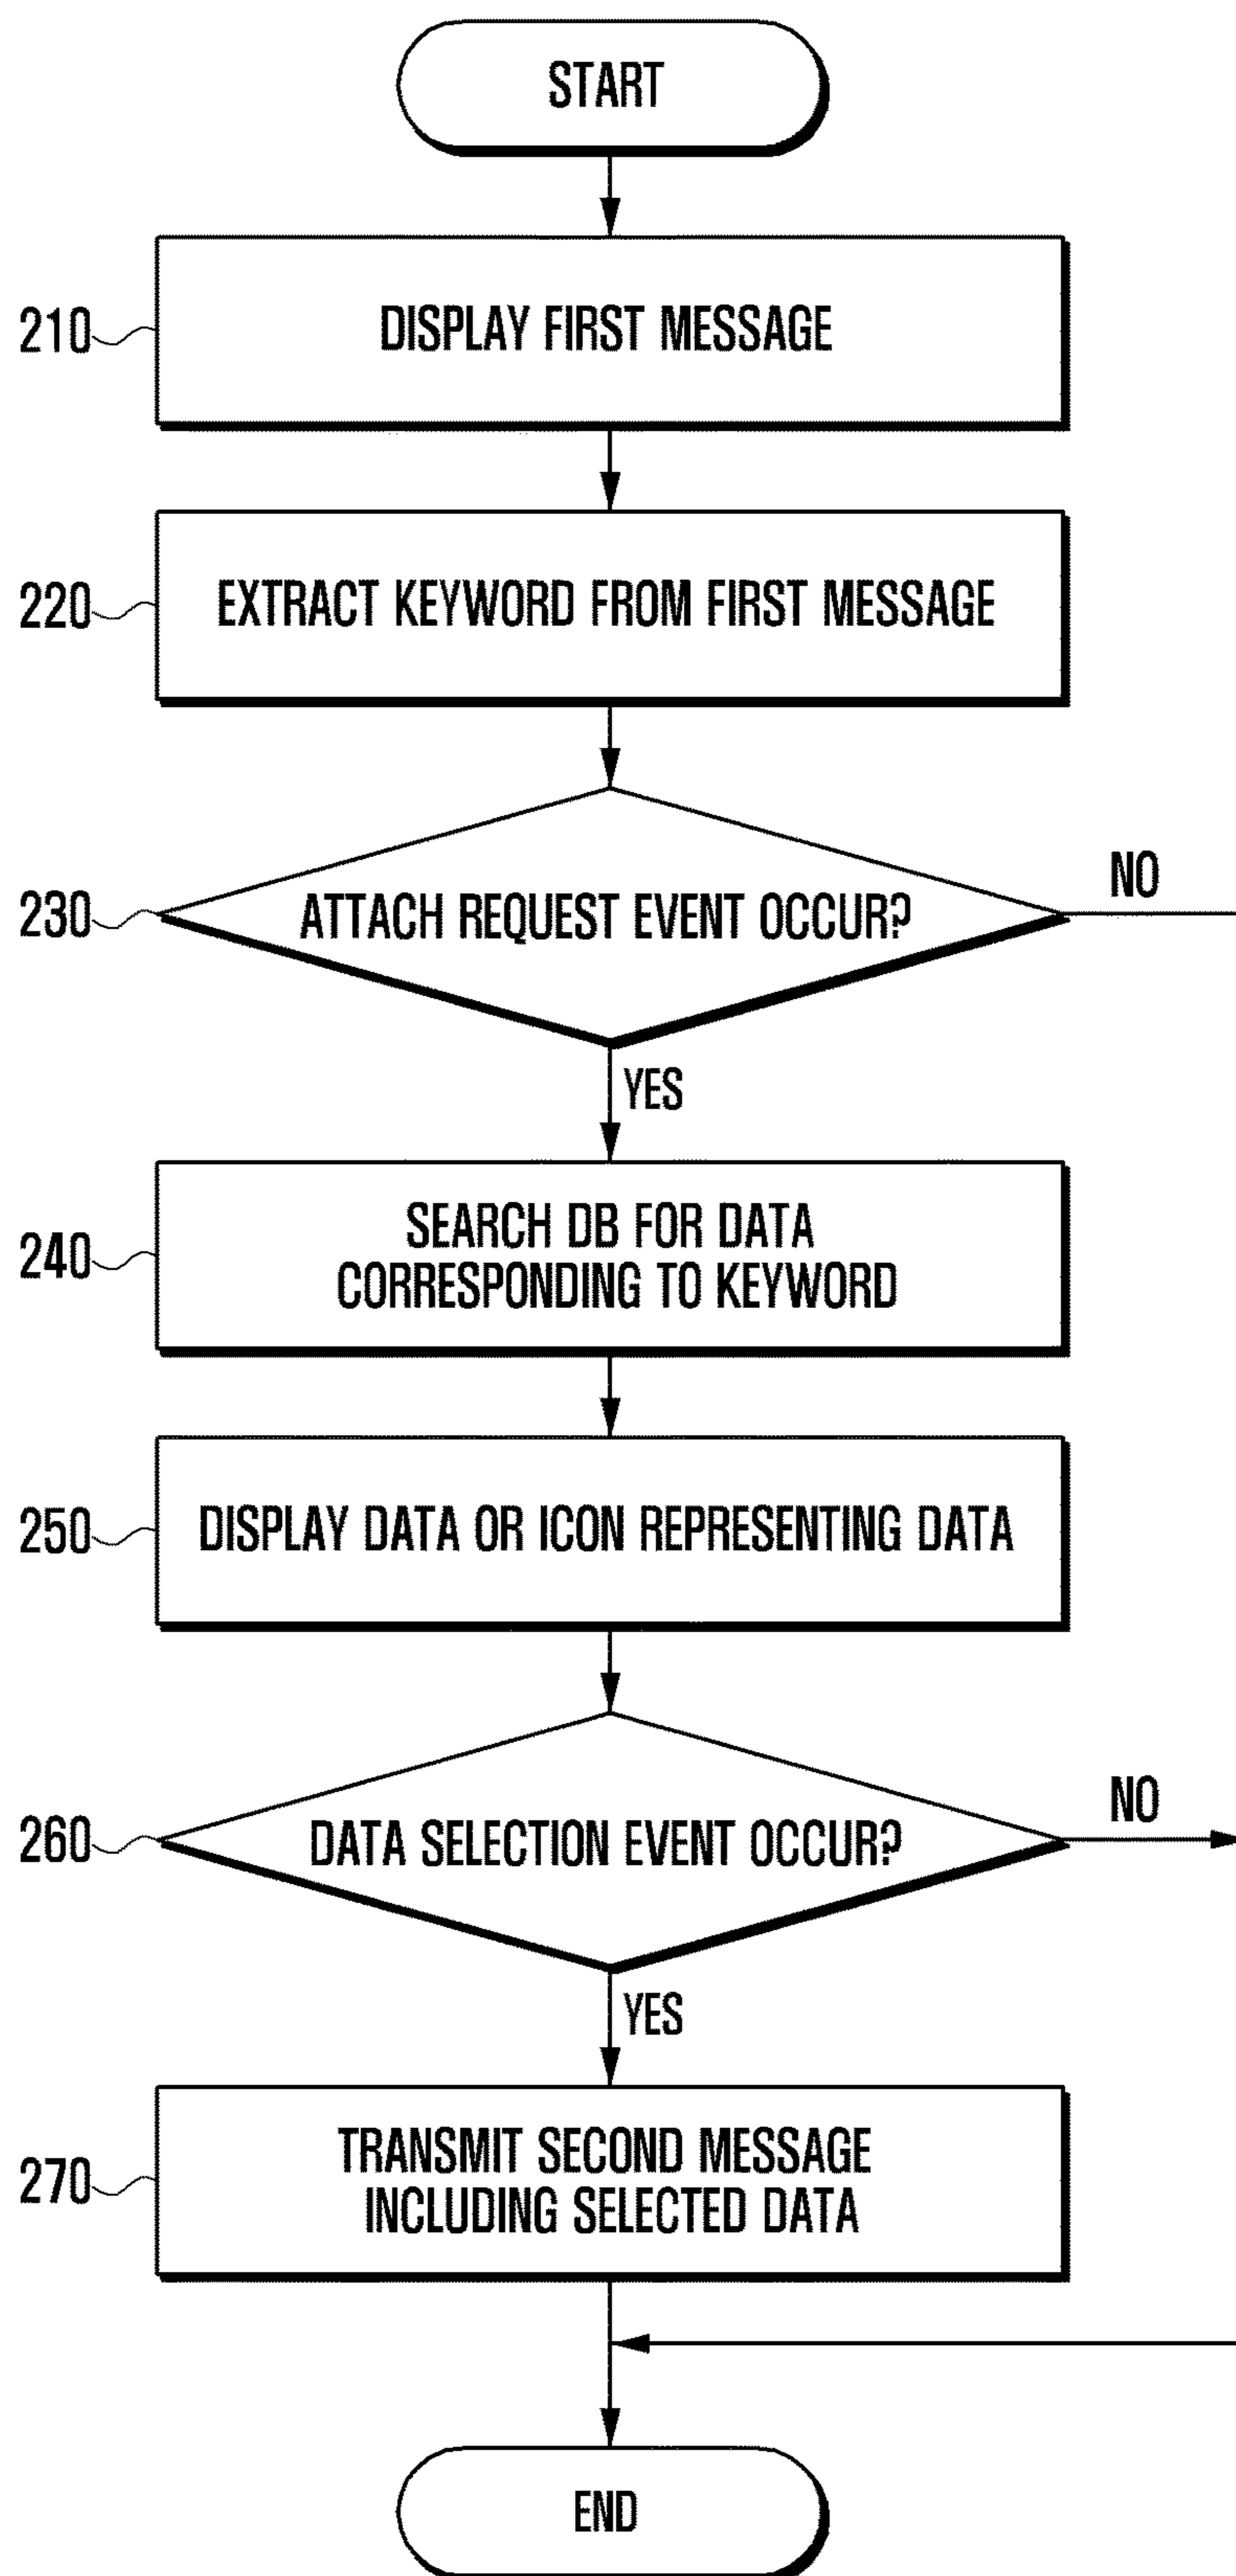 START
210
DISPLAY FIRST MESSAGE
220
EXTRACT KEYWORD FROM FIRST MESSAGE
230
ATTACH REQUEST EVENT OCCUR?
NO
YES
240
SEARCH DB FOR DATA
CORRESPONDING TO KEYWORD
250
DISPLAY DATA OR ICON REPRESENTING DATA
260
DATA SELECTION EVENT OCCUR?
NO
YES
270
TRANSMIT SECOND MESSAGE
INCLUDING SELECTED DATA
END